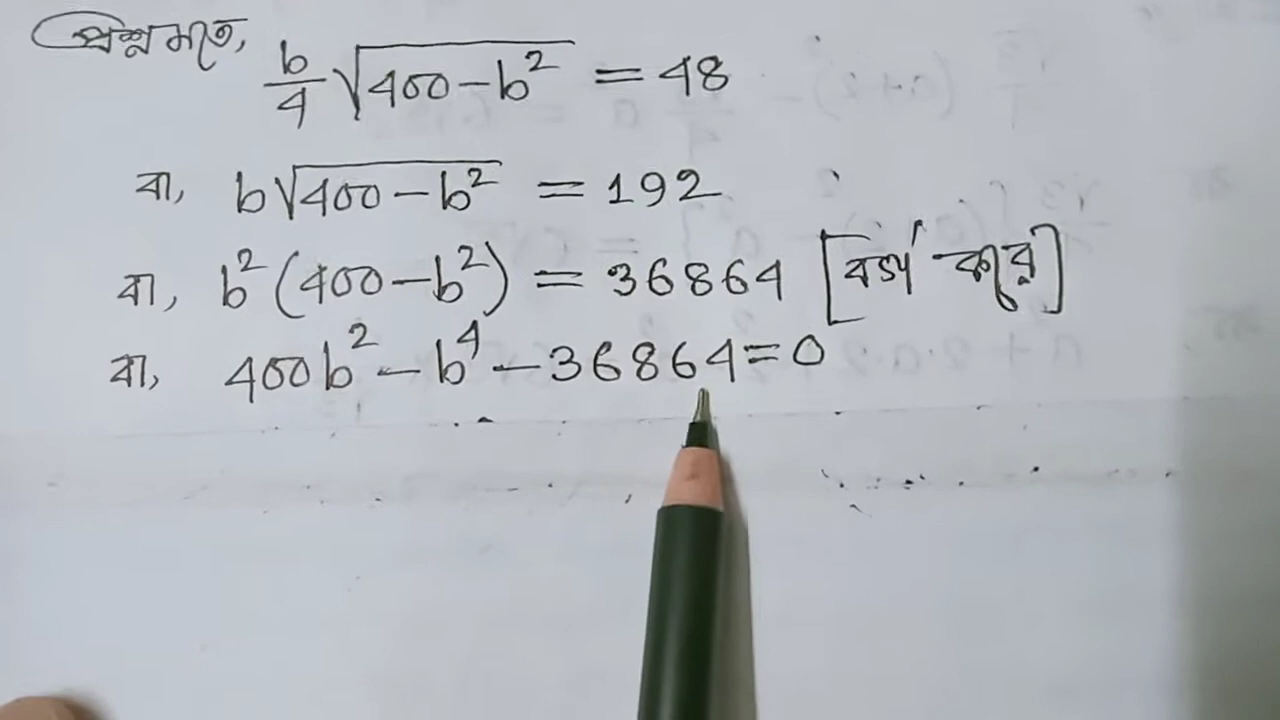 প্রশ্নমতে,
b/4 √(400-b²) = 48
বা, b√(400-b²) = 192
বা, b²(400-b²) = 36864 [বর্গ করে]
বা, 400b² - b⁴ - 36864 = 0